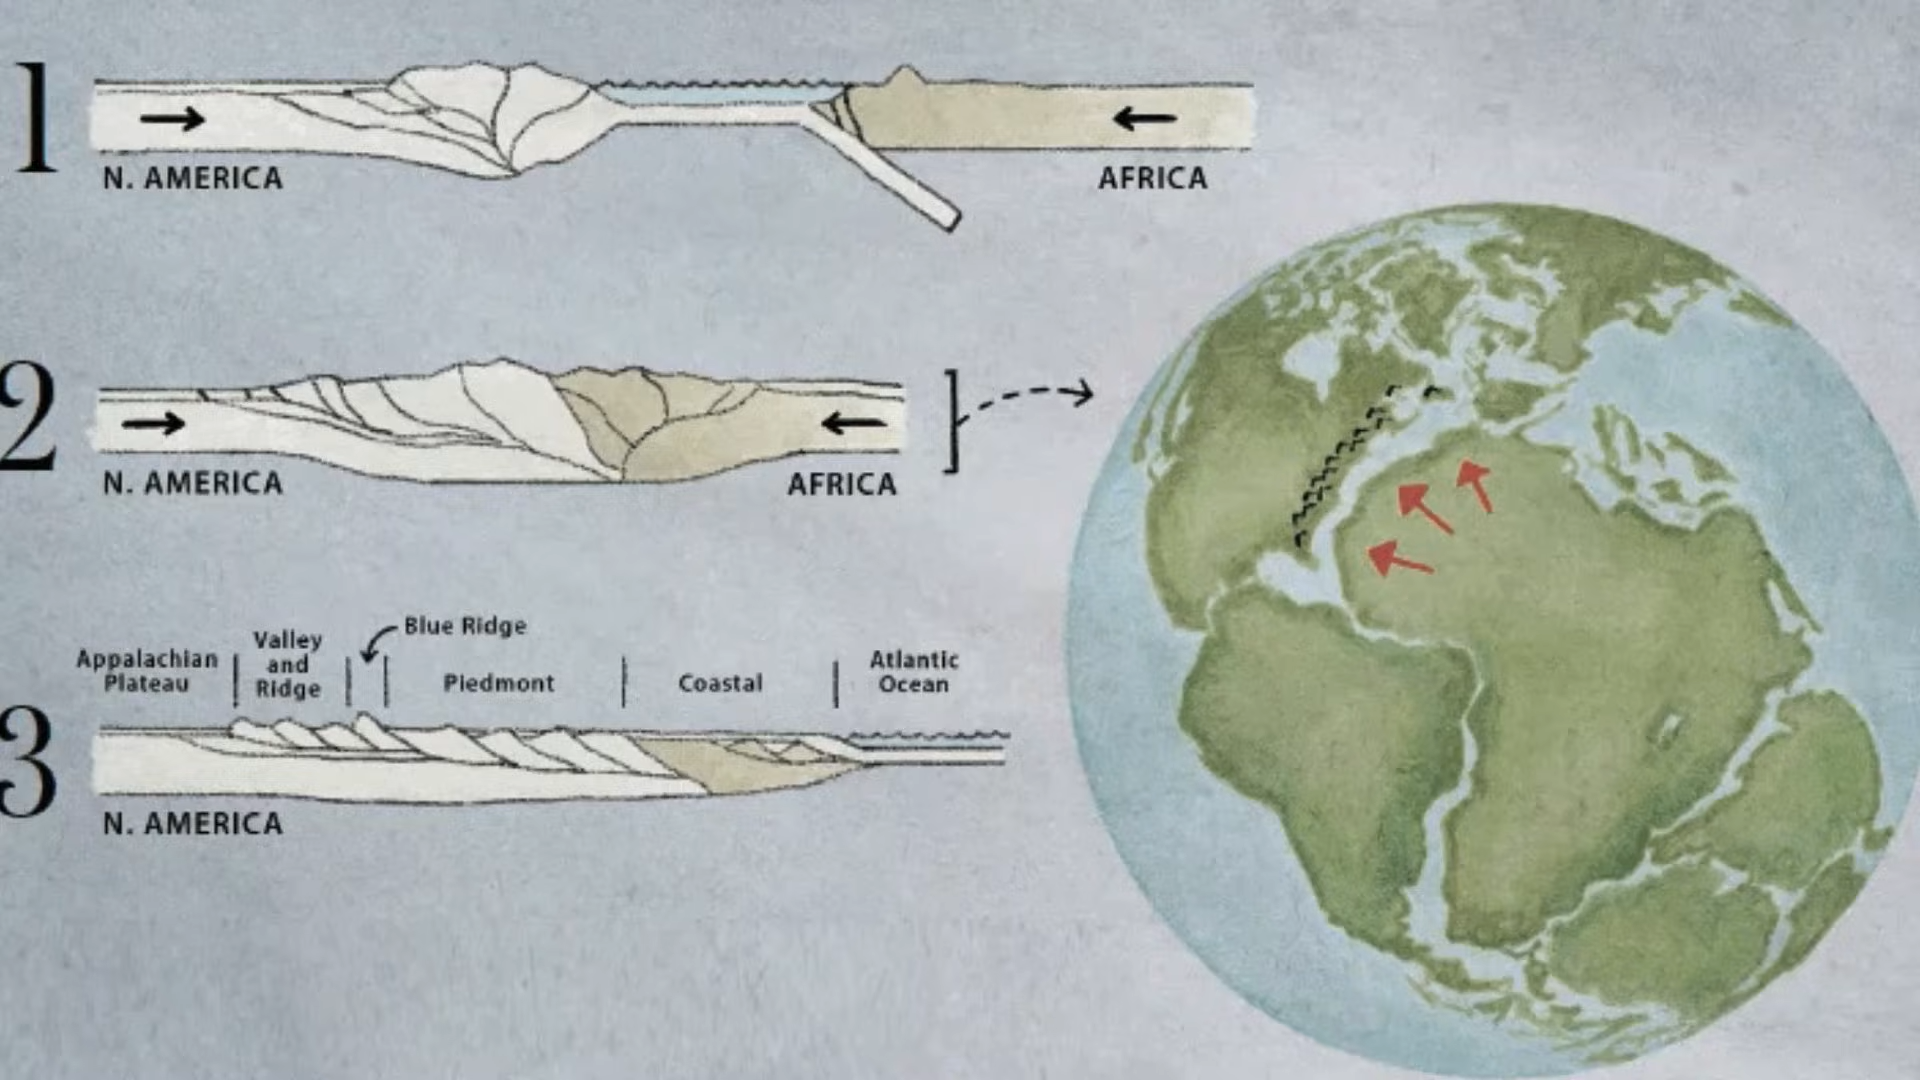 1
N. AMERICA
AFRICA
2
N. AMERICA
AFRICA
Blue Ridge
Appalachian
Plateau
Valley
and
Ridge
Piedmont
Coastal
Atlantic
Ocean
3
N. AMERICA